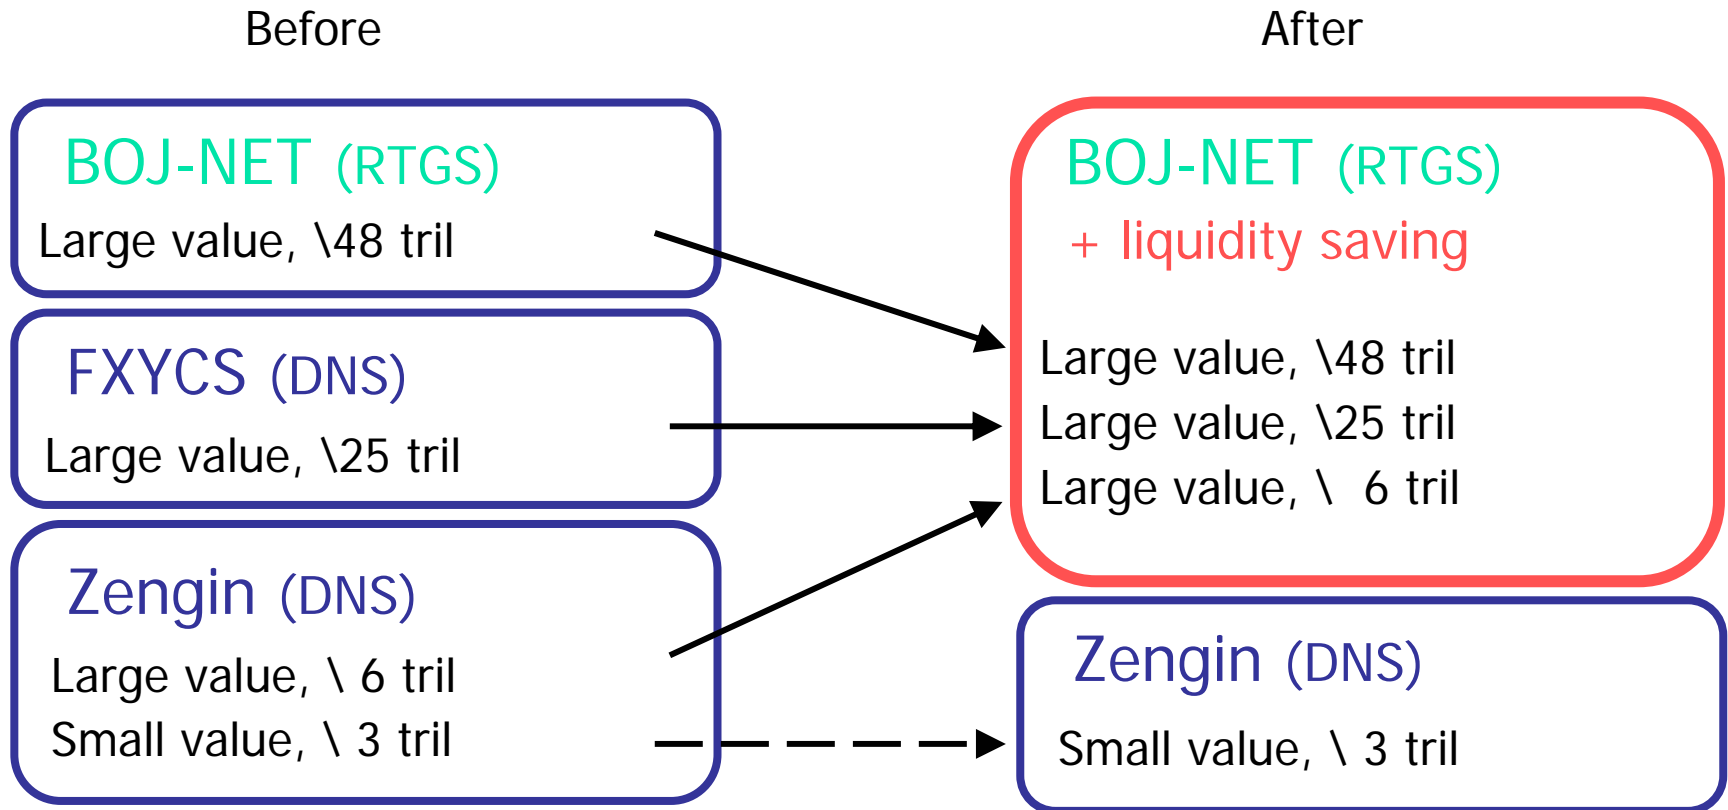 Before
BOJ-NET (RTGS)
Large value, \48 tril
FXYCS (DNS)
Large value, \25 tril
Zengin (DNS)
Large value, \ 6 tril
Small value, \ 3 tril
After
BOJ-NET (RTGS)
+ liquidity saving
Large value, \48 tril
Large value, \25 tril
Large value, \  6 tril
Zengin (DNS)
Small value, \ 3 tril